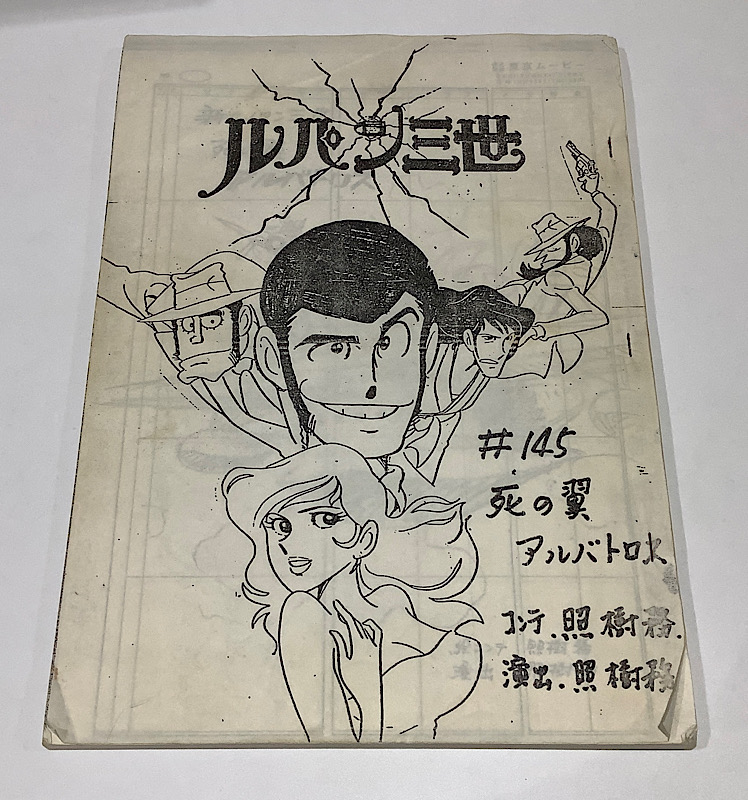 ルパン三世
#145
死の翼
アルバトロス
コンテ.照樹務.
演出.照樹務